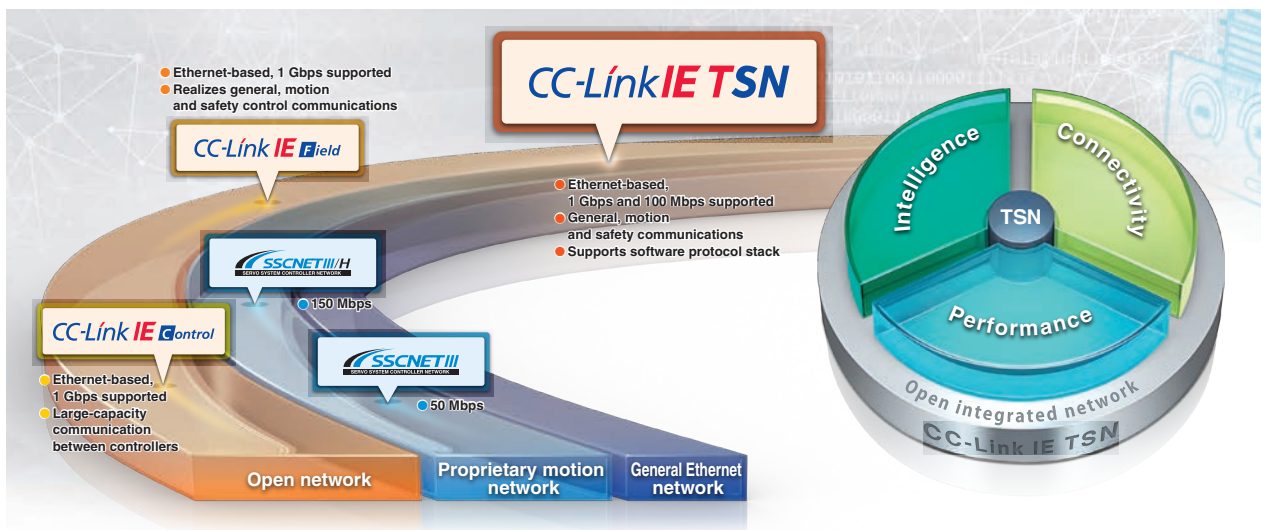 Ethernet-based, 1 Gbps supported
Realizes general, motion
and safety control communications
CC-Link IE Field
CC-Link IE TSN
Ethernet-based,
1 Gbps and 100 Mbps supported
General, motion
and safety communications
Supports software protocol stack
SSCNETIII/H
SERVO SYSTEM CONTROLLER NETWORK
150 Mbps
CC-Link IE Control
Ethernet-based,
1 Gbps supported
Large-capacity
communication
between controllers
SSCNETIII
SERVO SYSTEM CONTROLLER NETWORK
50 Mbps
Open network
Proprietary motion
network
General Ethernet
network
Intelligence
Connectivity
TSN
Performance
Open integrated network
CC-Link IE TSN